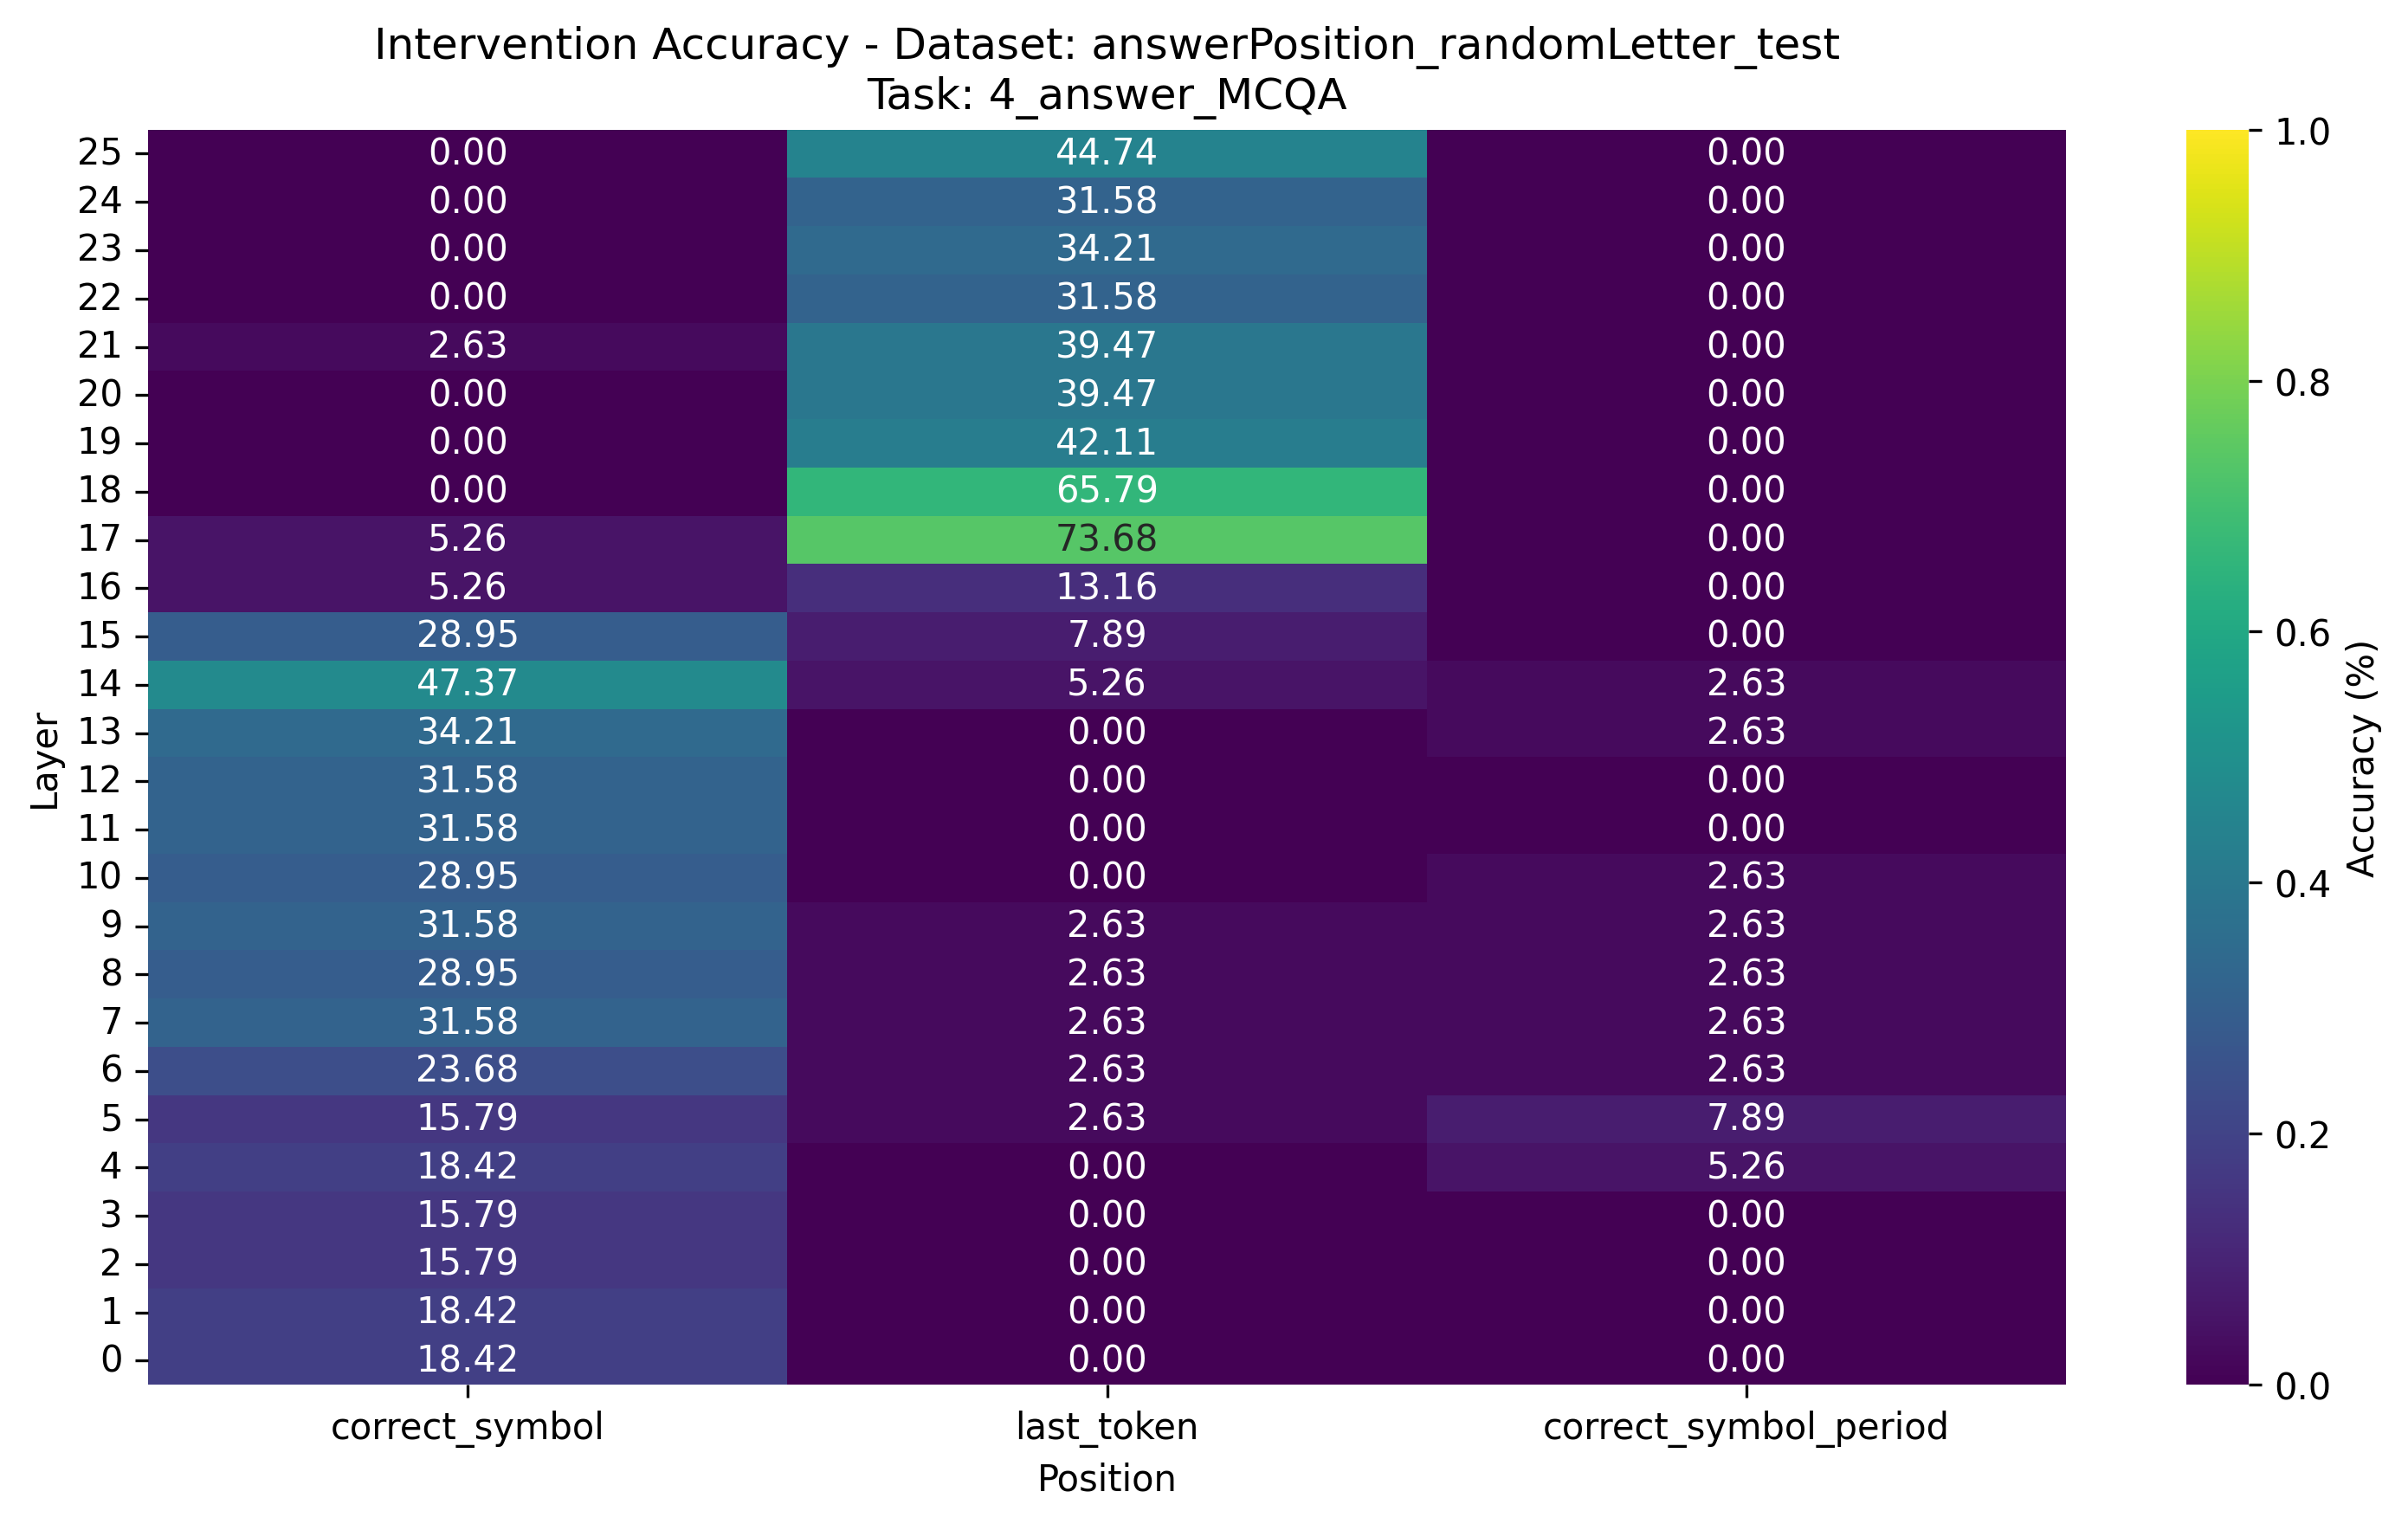 Intervention Accuracy - Dataset: answerPosition_randomLetter_test
Task: 4_answer_MCQA
25 0.00 44.74 0.00
24 0.00 31.58 0.00
23 0.00 34.21 0.00
22 0.00 31.58 0.00
21 2.63 39.47 0.00
20 0.00 39.47 0.00
19 0.00 42.11 0.00
18 0.00 65.79 0.00
17 5.26 73.68 0.00
16 5.26 13.16 0.00
15 28.95 7.89 0.00
14 47.37 5.26 2.63
13 34.21 0.00 2.63
12 31.58 0.00 0.00
11 31.58 0.00 0.00
10 28.95 0.00 2.63
9 31.58 2.63 2.63
8 28.95 2.63 2.63
7 31.58 2.63 2.63
6 23.68 2.63 2.63
5 15.79 2.63 7.89
4 18.42 0.00 5.26
3 15.79 0.00 0.00
2 15.79 0.00 0.00
1 18.42 0.00 0.00
0 18.42 0.00 0.00
correct_symbol last_token correct_symbol_period
Position
Layer
1.0
0.8
0.6
0.4
0.2
0.0
Accuracy (%)